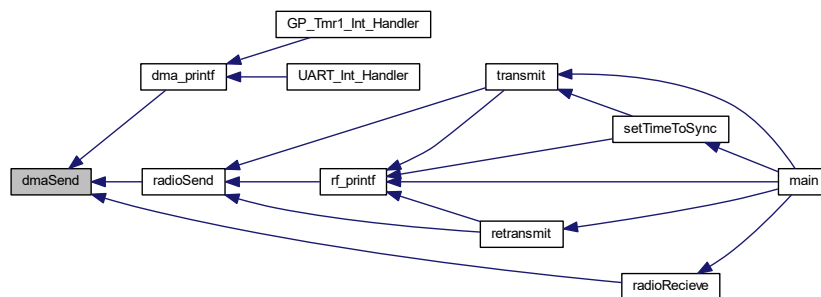 GP_Tmr1_Int_Handler
dma_printf
UART_Int_Handler
transmit
setTimeToSync
dmaSend
radioSend
rf_printf
main
retransmit
radioRecieve